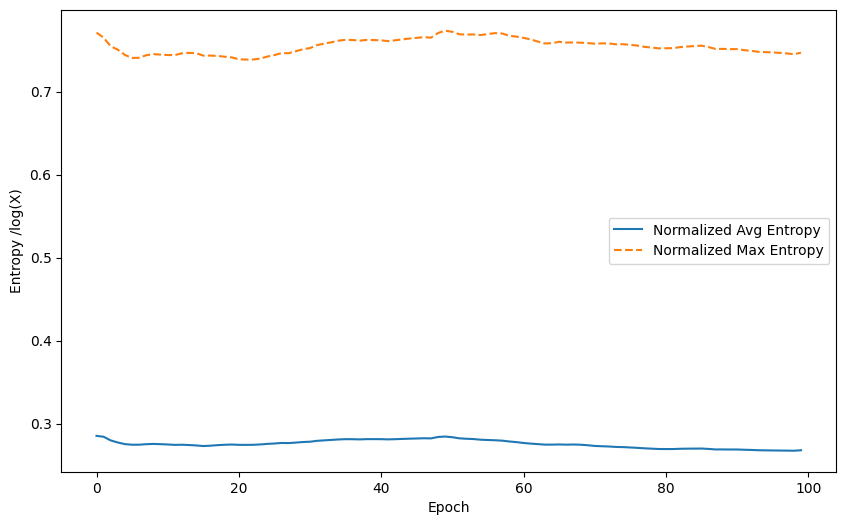 0.7
0.6
0.5
0.4
0.3
Entropy /log(X)
Normalized Avg Entropy
Normalized Max Entropy
0 20 40 60 80 100
Epoch